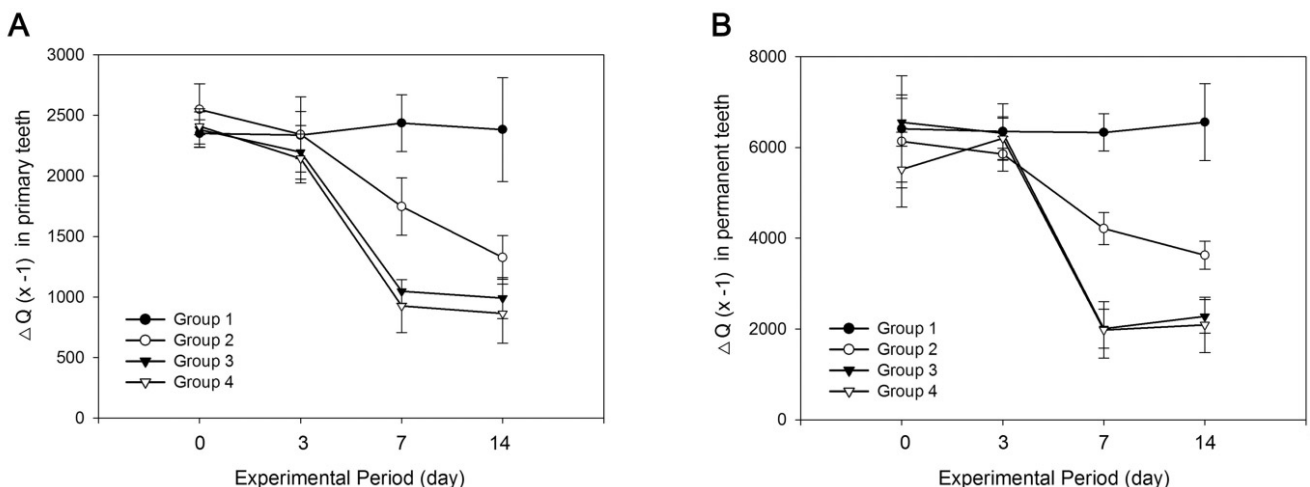 A
△ Q (x -1) in primary teeth
3000
2500
2000
1500
1000
500
0
Group 1
Group 2
Group 3
Group 4
0 3 7 14
Experimental Period (day)
B
△ Q (x -1) in permanent teeth
8000
6000
4000
2000
0
Group 1
Group 2
Group 3
Group 4
0 3 7 14
Experimental Period (day)